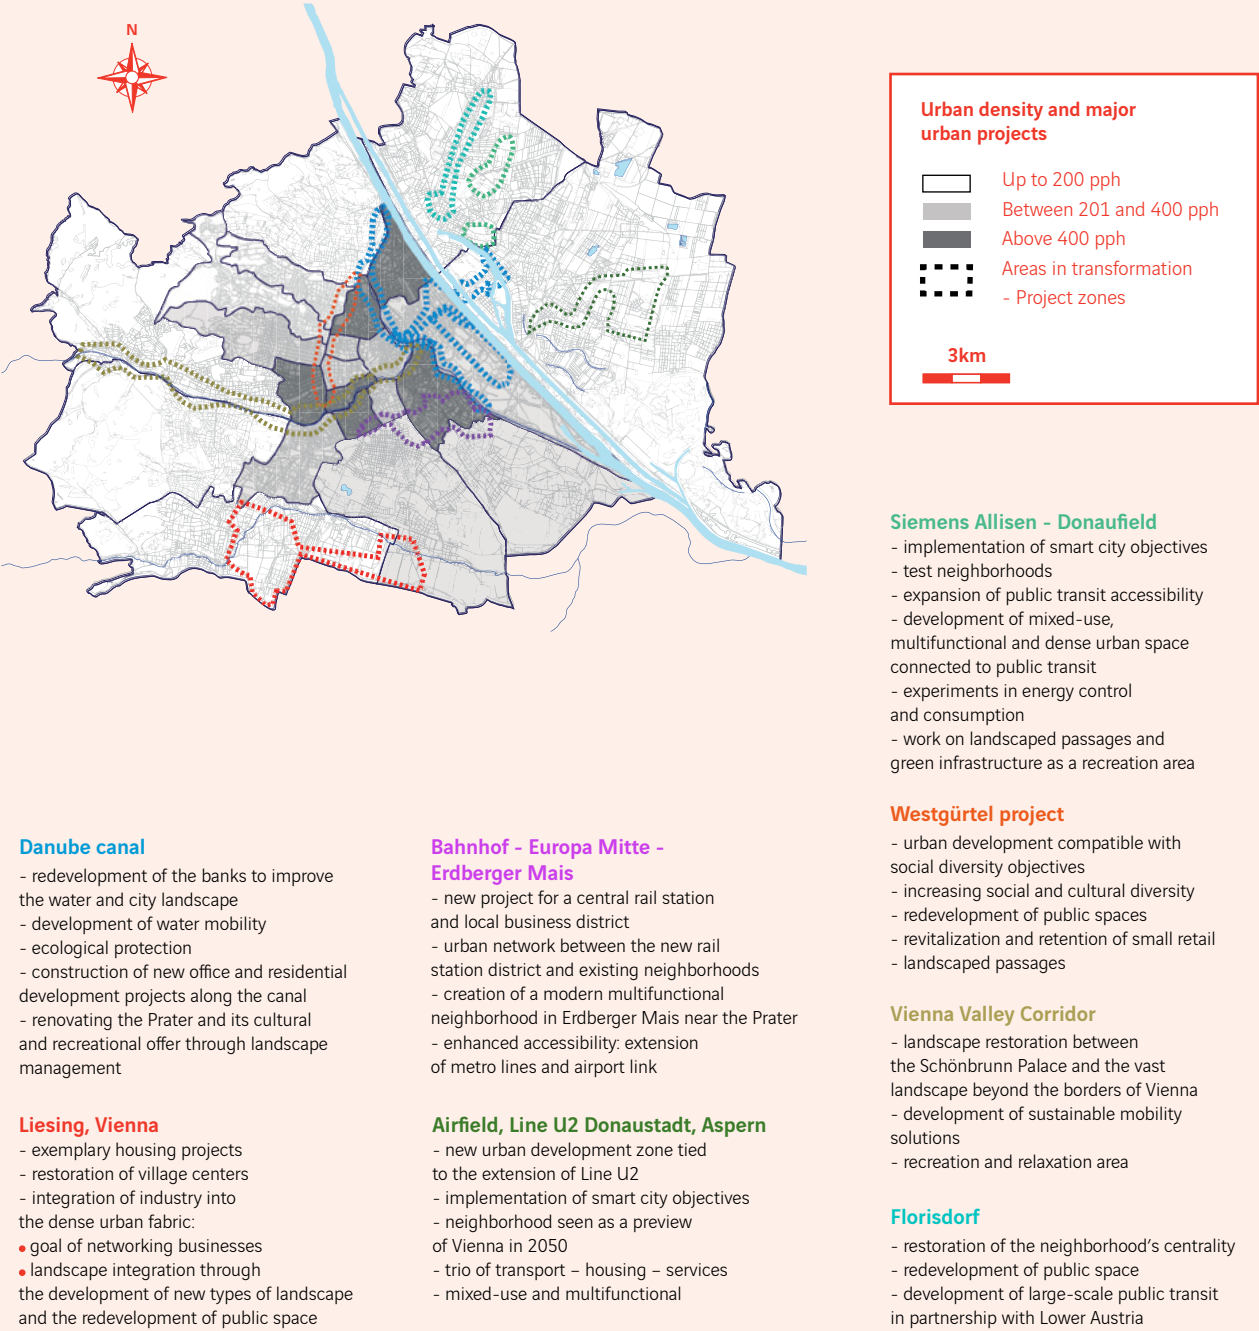 N
Urban density and major
urban projects
Up to 200 pph
Between 201 and 400 pph
Above 400 pph
Areas in transformation
- Project zones
3km
Siemens Allisen - Donaufield
- implementation of smart city objectives
- test neighborhoods
- expansion of public transit accessibility
- development of mixed-use,
multifunctional and dense urban space
connected to public transit
- experiments in energy control
and consumption
- work on landscaped passages and
green infrastructure as a recreation area
Westgürtel project
- urban development compatible with
social diversity objectives
- increasing social and cultural diversity
- redevelopment of public spaces
- revitalization and retention of small retail
- landscaped passages
Vienna Valley Corridor
- landscape restoration between
the Schönbrunn Palace and the vast
landscape beyond the borders of Vienna
- development of sustainable mobility
solutions
- recreation and relaxation area
Florisdorf
- restoration of the neighborhood's centrality
- redevelopment of public space
- development of large-scale public transit
in partnership with Lower Austria
Danube canal
- redevelopment of the banks to improve
the water and city landscape
- development of water mobility
- ecological protection
- construction of new office and residential
development projects along the canal
- renovating the Prater and its cultural
and recreational offer through landscape
management
Liesing, Vienna
- exemplary housing projects
- restoration of village centers
- integration of industry into
the dense urban fabric:
• goal of networking businesses
• landscape integration through
the development of new types of landscape
and the redevelopment of public space
Bahnhof - Europa Mitte -
Erdberger Mais
- new project for a central rail station
and local business district
- urban network between the new rail
station district and existing neighborhoods
- creation of a modern multifunctional
neighborhood in Erdberger Mais near the Prater
- enhanced accessibility: extension
of metro lines and airport link
Airfield, Line U2 Donaustadt, Aspern
- new urban development zone tied
to the extension of Line U2
- implementation of smart city objectives
- neighborhood seen as a preview
of Vienna in 2050
- trio of transport – housing – services
- mixed-use and multifunctional